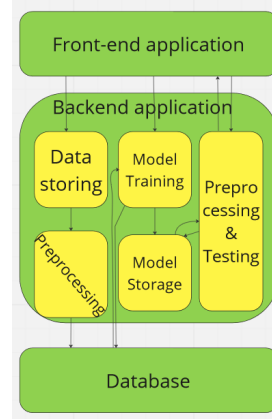 Front-end application
Backend application
Data
storing
Model
Training
Prepro
cessing
&
Testing
Preprocessing
Model
Storage
Database